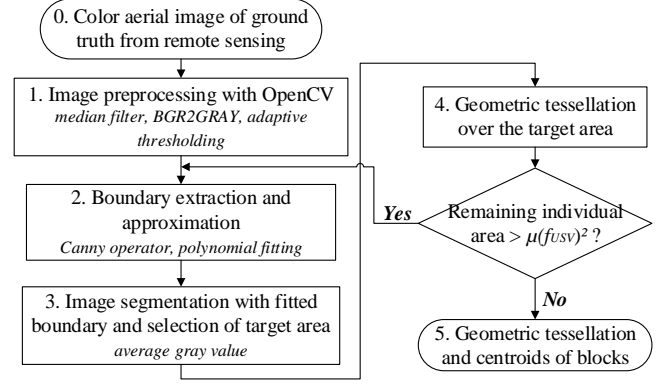 0. Color aerial image of ground
truth from remote sensing
1. Image preprocessing with OpenCV
median filter, BGR2GRAY, adaptive
thresholding
2. Boundary extraction and
approximation
Canny operator, polynomial fitting
3. Image segmentation with fitted
boundary and selection of target area
average gray value
4. Geometric tessellation
over the target area
Remaining individual
area > μ(fUSV)² ?
Yes
No
5. Geometric tessellation
and centroids of blocks